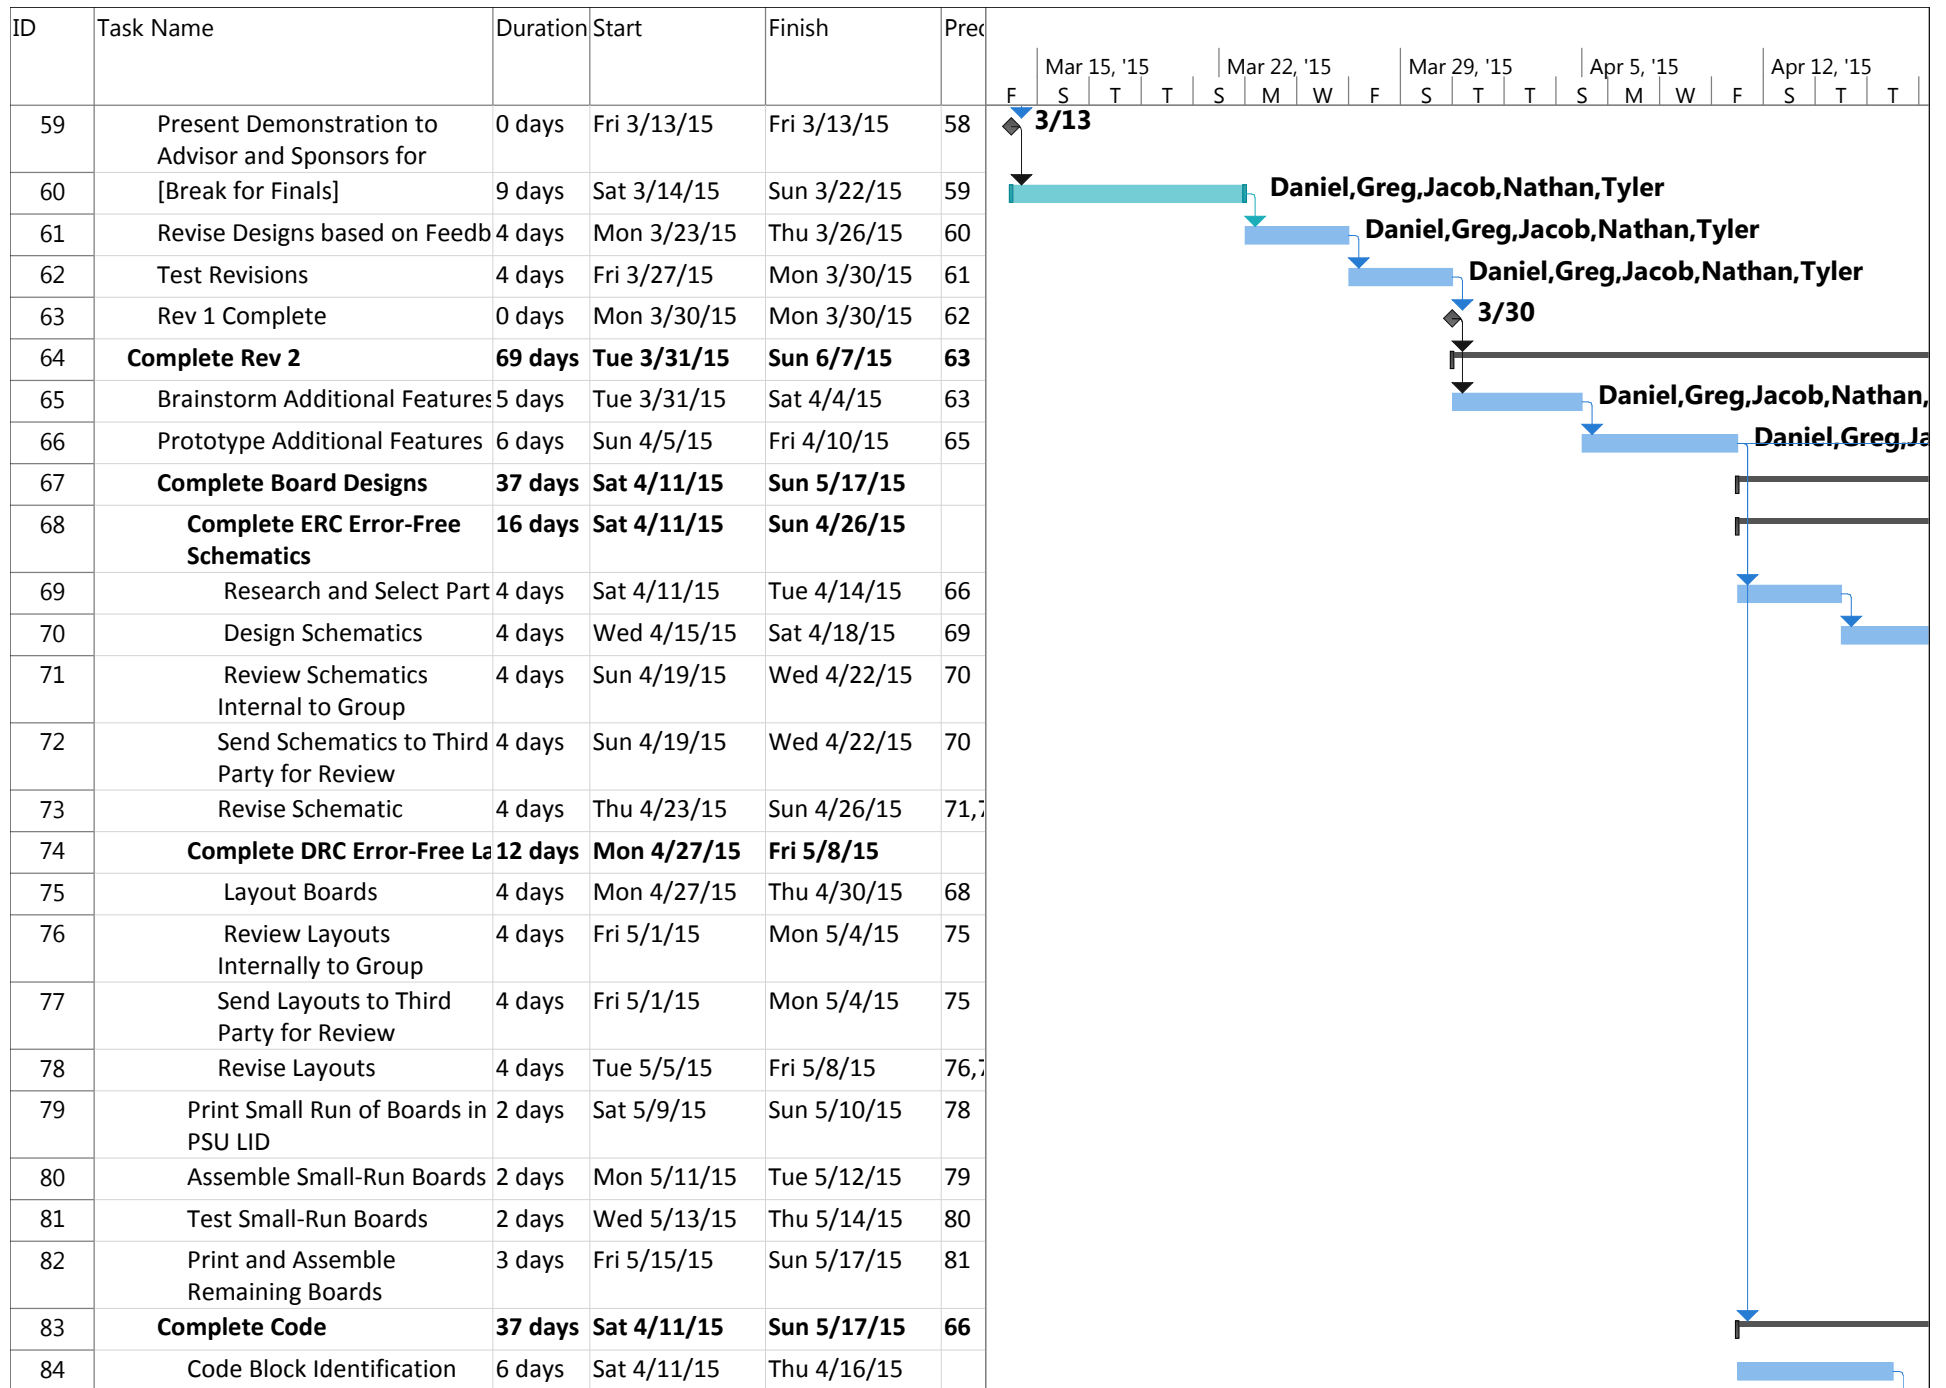 ID Task Name Duration Start Finish Prec
Mar 15, '15 Mar 22, '15 Mar 29, '15 Apr 5, '15 Apr 12, '15
F S T T S M W F S T T S M W F S T T
59 Present Demonstration to 0 days Fri 3/13/15 Fri 3/13/15 58 3/13
Advisor and Sponsors for
60 [Break for Finals] 9 days Sat 3/14/15 Sun 3/22/15 59 Daniel,Greg,Jacob,Nathan,Tyler
61 Revise Designs based on Feedb 4 days Mon 3/23/15 Thu 3/26/15 60 Daniel,Greg,Jacob,Nathan,Tyler
62 Test Revisions 4 days Fri 3/27/15 Mon 3/30/15 61 Daniel,Greg,Jacob,Nathan,Tyler
63 Rev 1 Complete 0 days Mon 3/30/15 Mon 3/30/15 62 3/30
64 Complete Rev 2 69 days Tue 3/31/15 Sun 6/7/15 63
65 Brainstorm Additional Features 5 days Tue 3/31/15 Sat 4/4/15 63 Daniel,Greg,Jacob,Nathan,
66 Prototype Additional Features 6 days Sun 4/5/15 Fri 4/10/15 65 Daniel,Greg,Ja
67 Complete Board Designs 37 days Sat 4/11/15 Sun 5/17/15
68 Complete ERC Error-Free 16 days Sat 4/11/15 Sun 4/26/15
Schematics
69 Research and Select Part 4 days Sat 4/11/15 Tue 4/14/15 66
70 Design Schematics 4 days Wed 4/15/15 Sat 4/18/15 69
71 Review Schematics 4 days Sun 4/19/15 Wed 4/22/15 70
Internal to Group
72 Send Schematics to Third 4 days Sun 4/19/15 Wed 4/22/15 70
Party for Review
73 Revise Schematic 4 days Thu 4/23/15 Sun 4/26/15 71,7
74 Complete DRC Error-Free La 12 days Mon 4/27/15 Fri 5/8/15
75 Layout Boards 4 days Mon 4/27/15 Thu 4/30/15 68
76 Review Layouts 4 days Fri 5/1/15 Mon 5/4/15 75
Internally to Group
77 Send Layouts to Third 4 days Fri 5/1/15 Mon 5/4/15 75
Party for Review
78 Revise Layouts 4 days Tue 5/5/15 Fri 5/8/15 76,7
79 Print Small Run of Boards in 2 days Sat 5/9/15 Sun 5/10/15 78
PSU LID
80 Assemble Small-Run Boards 2 days Mon 5/11/15 Tue 5/12/15 79
81 Test Small-Run Boards 2 days Wed 5/13/15 Thu 5/14/15 80
82 Print and Assemble 3 days Fri 5/15/15 Sun 5/17/15 81
Remaining Boards
83 Complete Code 37 days Sat 4/11/15 Sun 5/17/15 66
84 Code Block Identification 6 days Sat 4/11/15 Thu 4/16/15